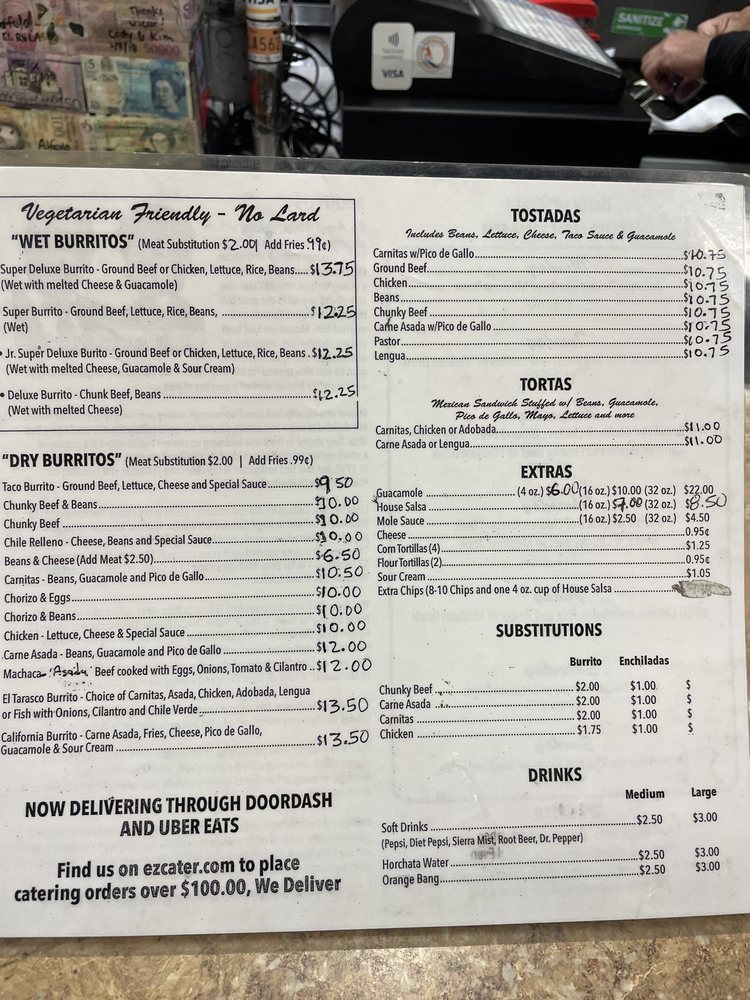 Thanks
Cody & Kim
50000
VISA
SANITIZE
Vegetarian Friendly - No Lard
"WET BURRITOS" (Meat Substitution $2.00| Add Fries .99¢)
Super Deluxe Burrito - Ground Beef or Chicken, Lettuce, Rice, Beans.... $13.75
(Wet with melted Cheese & Guacamole)
Super Burrito - Ground Beef, Lettuce, Rice, Beans, ........ $12.25
(Wet)
• Jr. Super Deluxe Burito - Ground Beef or Chicken, Lettuce, Rice, Beans . $12.25
(Wet with melted Cheese, Guacamole & Sour Cream)
• Deluxe Burrito - Chunk Beef, Beans ........ $12.25
(Wet with melted Cheese)
"DRY BURRITOS" (Meat Substitution $2.00 | Add Fries .99¢)
Taco Burrito - Ground Beef, Lettuce, Cheese and Special Sauce........ $9.50
Chunky Beef & Beans........ $10.00
Chunky Beef ........ $10.00
Chile Relleno - Cheese, Beans and Special Sauce........ $10.00
Beans & Cheese (Add Meat $2.50)........ $6.50
Carnitas - Beans, Guacamole and Pico de Gallo........ $10.50
Chorizo & Eggs........ $10.00
Chorizo & Beans........ $10.00
Chicken - Lettuce, Cheese & Special Sauce ........ $10.00
Carne Asada - Beans, Guacamole and Pico de Gallo ........ $12.00
Machaca "Asada" Beef cooked with Eggs, Onions, Tomato & Cilantro .. $12.00
El Tarasco Burrito - Choice of Carnitas, Asada, Chicken, Adobada, Lengua
or Fish with Onions, Cilantro and Chile Verde........ $13.50
California Burrito - Carne Asada, Fries, Cheese, Pico de Gallo,
Guacamole & Sour Cream ........ $13.50
NOW DELIVERING THROUGH DOORDASH
AND UBER EATS
Find us on ezcater.com to place
catering orders over $100.00, We Deliver
TOSTADAS
Includes Beans, Lettuce, Cheese, Taco Sauce & Guacamole
Carnitas w/Pico de Gallo........ $10.75
Ground Beef........ $10.75
Chicken........ $10.75
Beans........ $10.75
Chunky Beef ........ $10.75
Carne Asada w/Pico de Gallo ........ $10.75
Pastor........ $10.75
Lengua........ $10.75
TORTAS
Mexican Sandwich Stuffed w/ Beans, Guacamole,
Pico de Gallo, Mayo, Lettuce and more
Carnitas, Chicken or Adobada........ $11.00
Carne Asada or Lengua........ $11.00
EXTRAS
Guacamole ........ (4 oz.) $6.00 (16 oz.) $10.00 (32 oz.) $22.00
House Salsa ........ (16 oz.) $7.00 (32 oz.) $8.50
Mole Sauce ........ (16 oz.) $2.50 (32 oz.) $4.50
Cheese ........ 0.95¢
Corn Tortillas (4) ........ $1.25
Flour Tortillas (2)........ 0.95¢
Sour Cream ........ $1.05
Extra Chips (8-10 Chips and one 4 oz. cup of House Salsa ........
SUBSTITUTIONS
Burrito Enchiladas
Chunky Beef ........ $2.00 $1.00 $
Carne Asada ........ $2.00 $1.00 $
Carnitas ........ $2.00 $1.00 $
Chicken ........ $1.75 $1.00 $
DRINKS
Medium Large
Soft Drinks ........ $2.50 $3.00
(Pepsi, Diet Pepsi, Sierra Mist, Root Beer, Dr. Pepper)
Horchata Water........ $2.50 $3.00
Orange Bang........ $2.50 $3.00